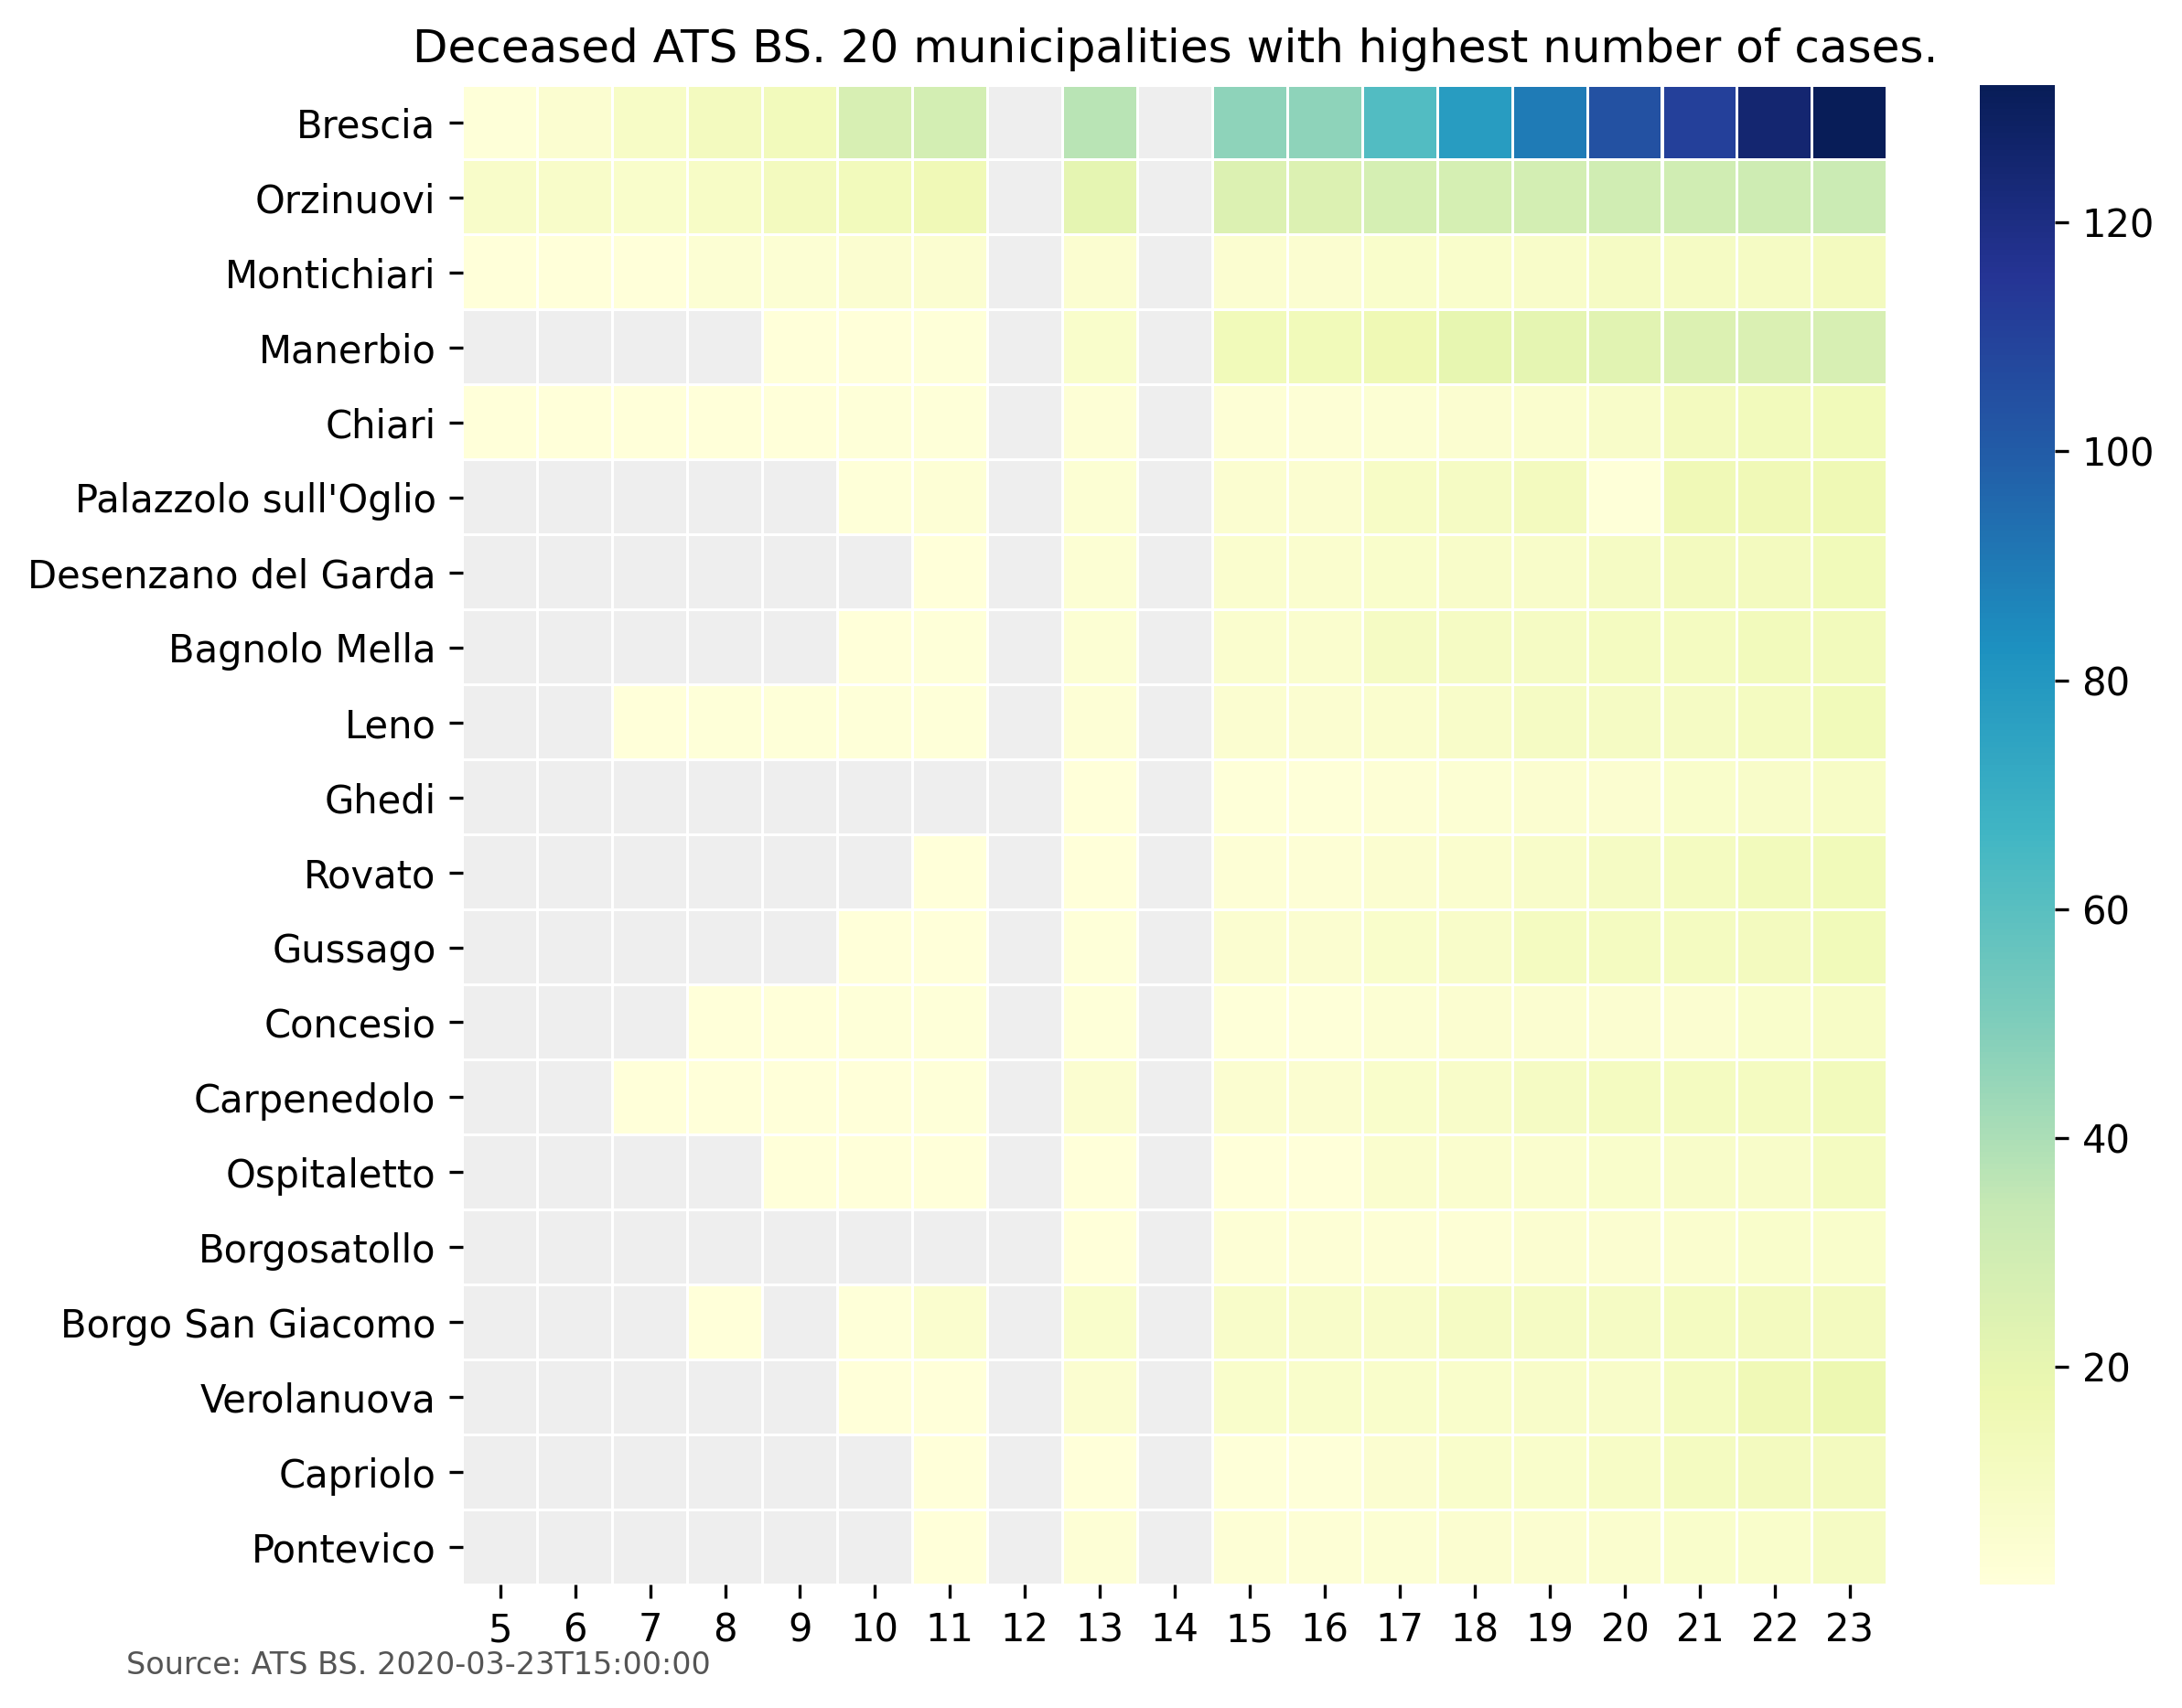 Deceased ATS BS. 20 municipalities with highest number of cases.
Brescia
Orzinuovi
Montichiari
Manerbio
Chiari
Palazzolo sull'Oglio
Desenzano del Garda
Bagnolo Mella
Leno
Ghedi
Rovato
Gussago
Concesio
Carpenedolo
Ospitaletto
Borgosatollo
Borgo San Giacomo
Verolanuova
Capriolo
Pontevico
5 6 7 8 9 10 11 12 13 14 15 16 17 18 19 20 21 22 23
120
100
80
60
40
20
Source: ATS BS. 2020-03-23T15:00:00